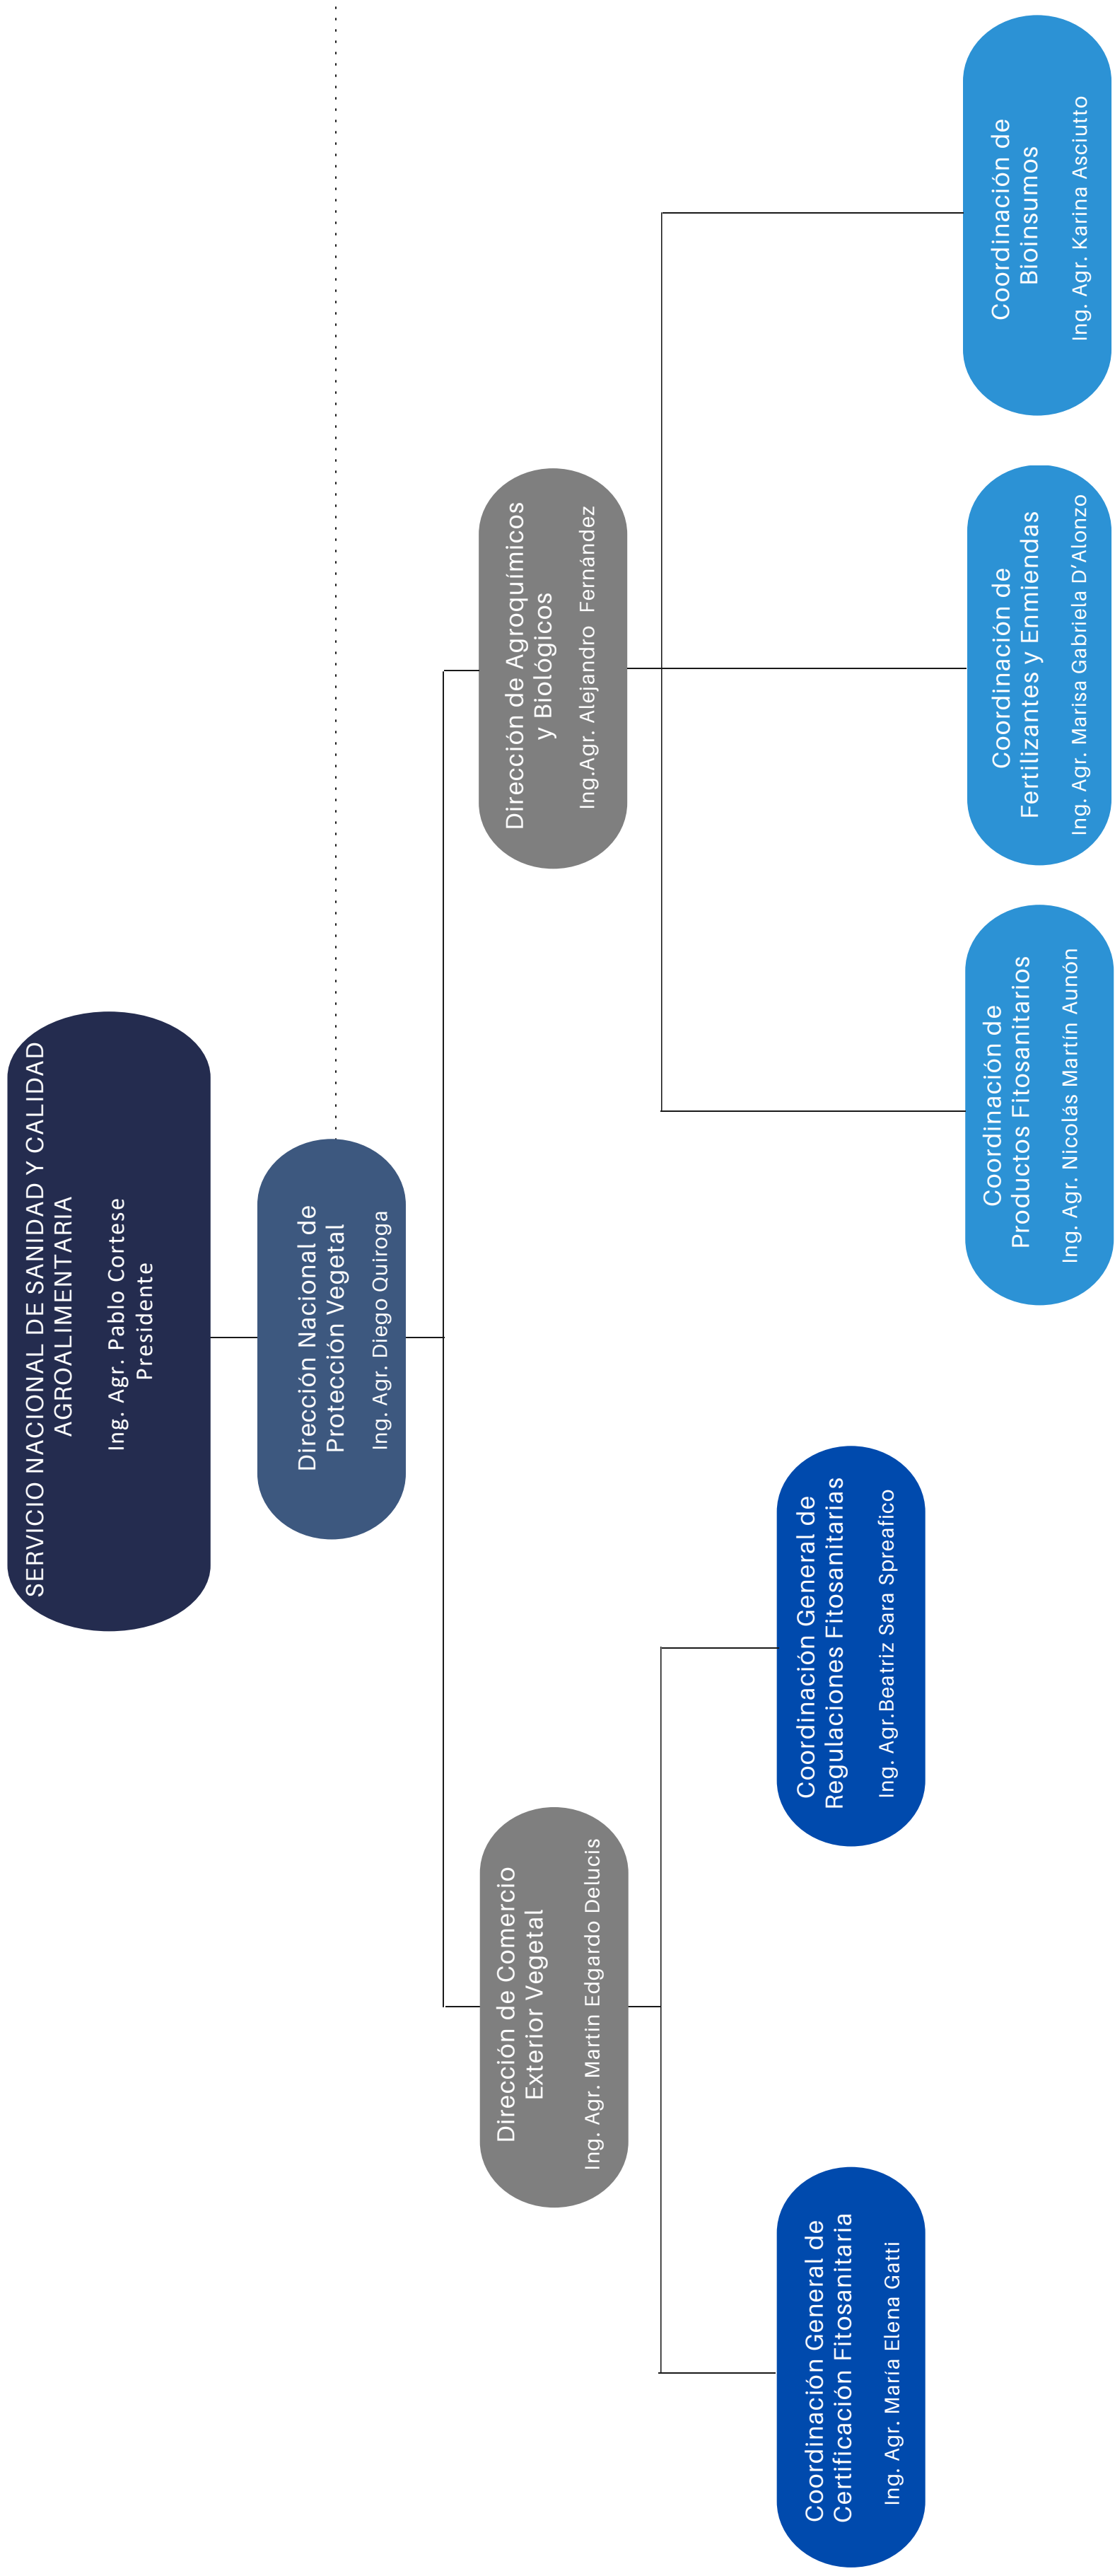 SERVICIO NACIONAL DE SANIDAD Y CALIDAD
AGROALIMENTARIA
Ing. Agr. Pablo Cortese
Presidente
Dirección Nacional de
Protección Vegetal
Ing. Agr. Diego Quiroga
Dirección de Comercio
Exterior Vegetal
Ing. Agr. Martin Edgardo Delucis
Dirección de Agroquímicos
y Biológicos
Ing.Agr. Alejandro Fernández
Coordinación General de
Certificación Fitosanitaria
Ing. Agr. María Elena Gatti
Coordinación General de
Regulaciones Fitosanitarias
Ing. Agr.Beatriz Sara Spreafico
Coordinación de
Productos Fitosanitarios
Ing. Agr. Nicolás Martín Aunón
Coordinación de
Fertilizantes y Enmiendas
Ing. Agr. Marisa Gabriela D’Alonzo
Coordinación de
Bioinsumos
Ing. Agr. Karina Asciutto